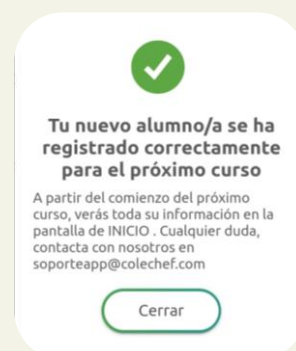 Tu nuevo alumno/a se ha
registrado correctamente
para el próximo curso
A partir del comienzo del próximo
curso, verás toda su información en la
pantalla de INICIO . Cualquier duda,
contacta con nosotros en
soporteapp@colechef.com
Cerrar